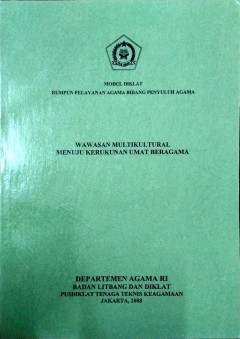 MODUL DIKLAT
RUMPUN PELAYANAN AGAMA BIDANG PENYULUH AGAMA
WAWASAN MULTIKULTURAL
MENUJU KERUKUNAN UMAT BERAGAMA
DEPARTEMEN AGAMA RI
BADAN LITBANG DAN DIKLAT
PUSDIKLAT TENAGA TEKNIS KEAGAMAAN
JAKARTA, 2008